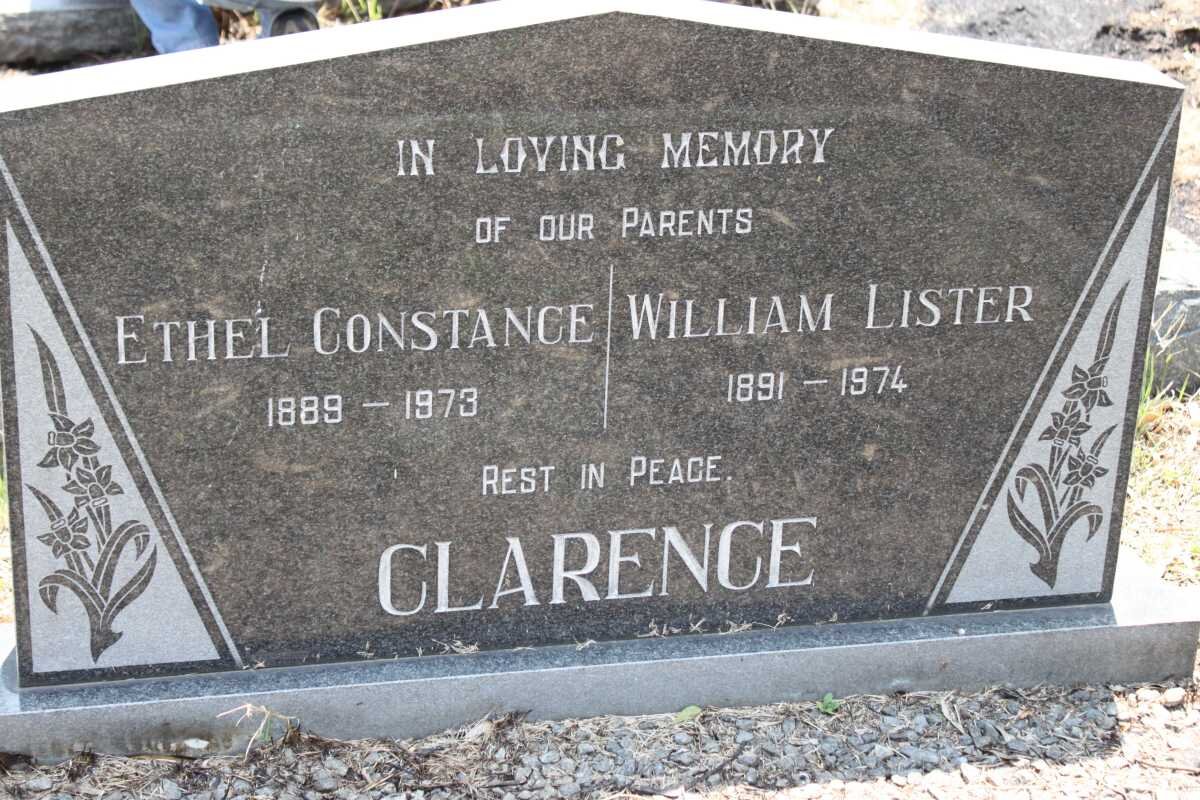 IN LOVING MEMORY
OF OUR PARENTS
ETHEL CONSTANCE
1889 – 1973
WILLIAM LISTER
1891 – 1974
REST IN PEACE.
CLARENCE